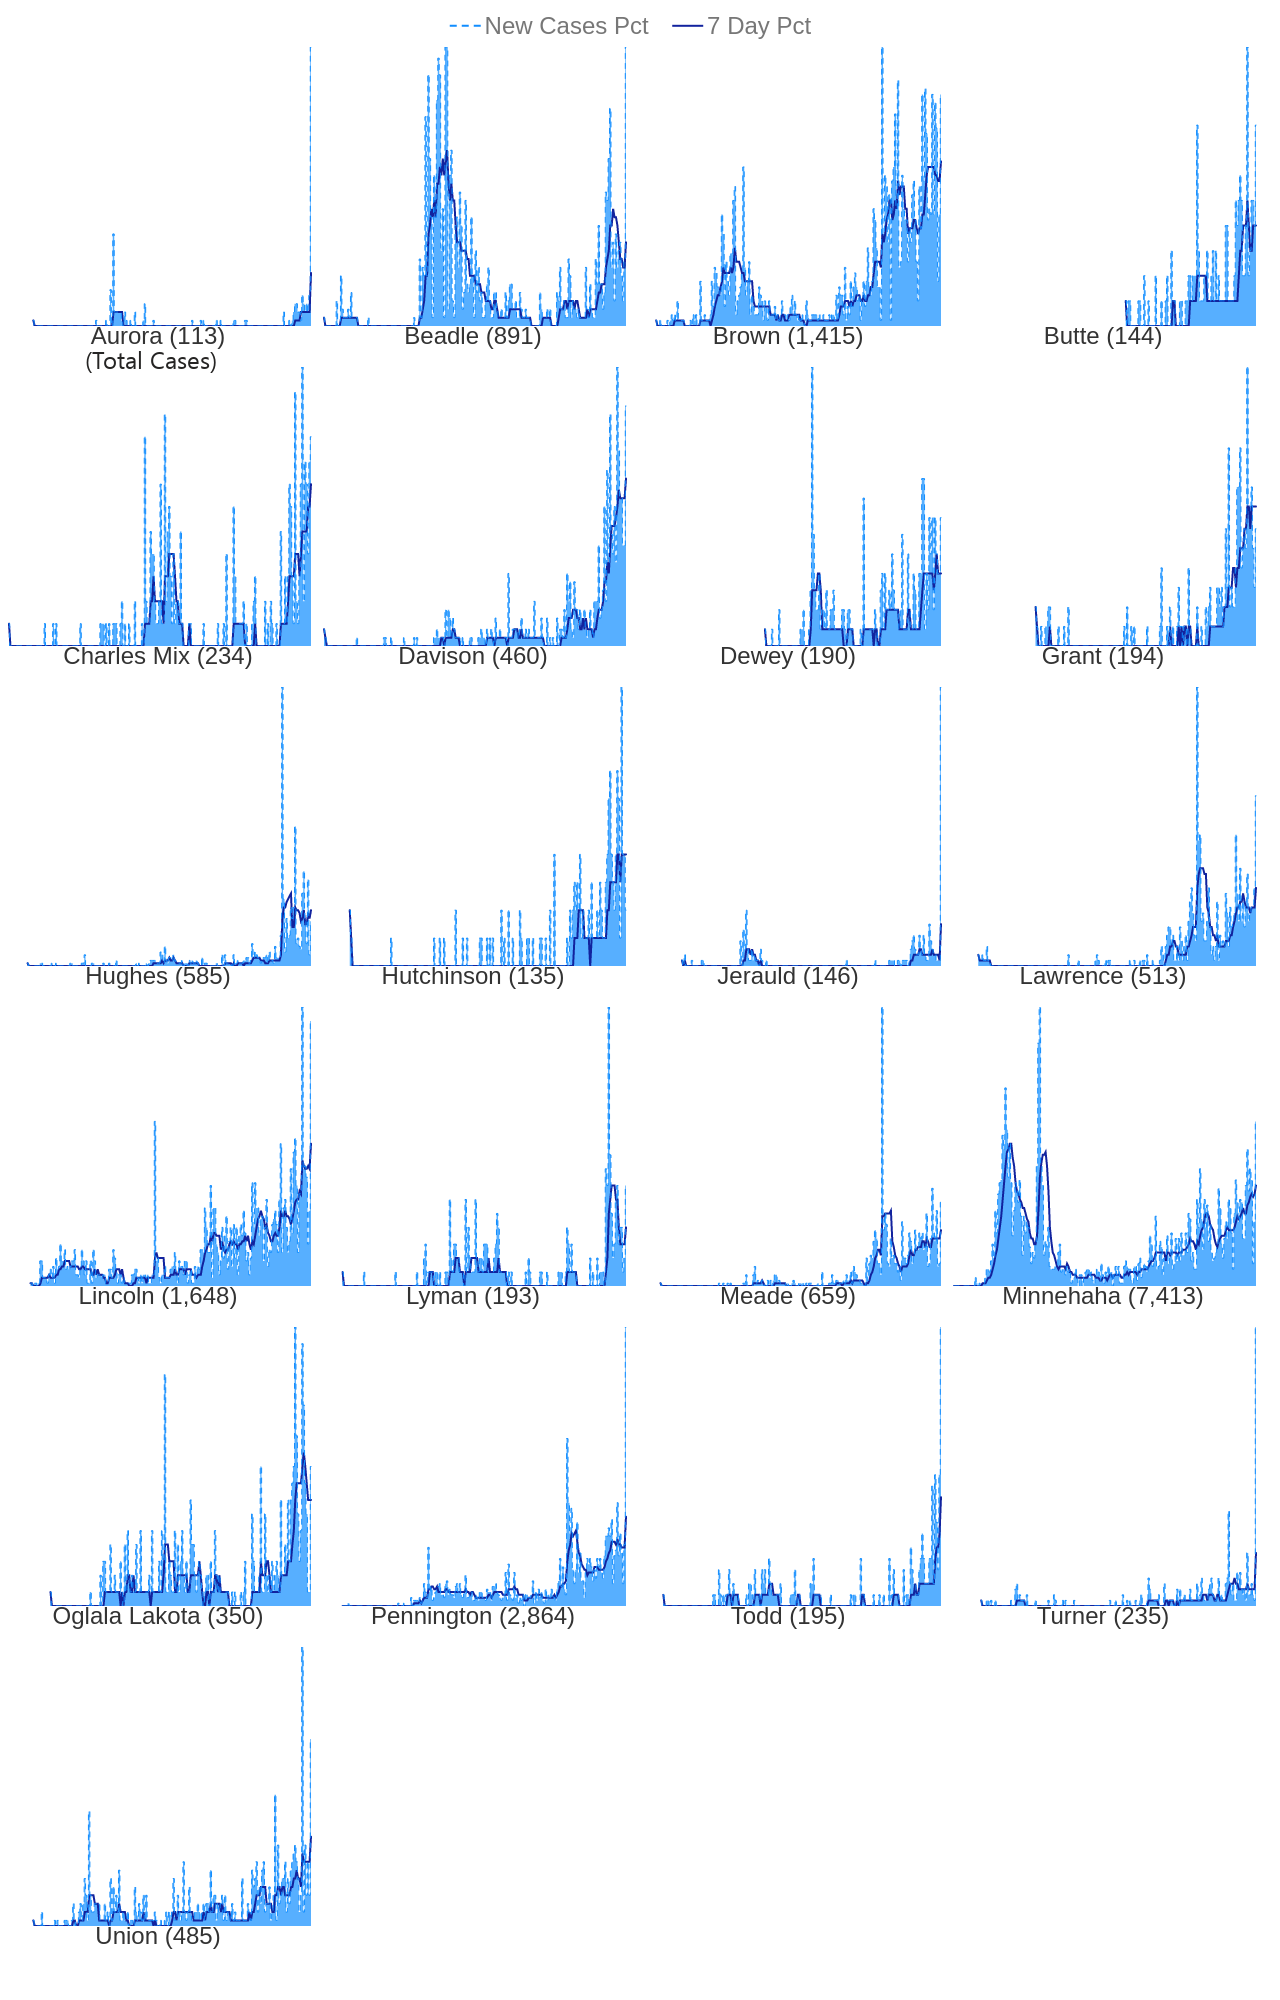 New Cases Pct 7 Day Pct
Aurora (113) Beadle (891) Brown (1,415) Butte (144)
(Total Cases)
Charles Mix (234) Davison (460) Dewey (190) Grant (194)
Hughes (585) Hutchinson (135) Jerauld (146) Lawrence (513)
Lincoln (1,648) Lyman (193) Meade (659) Minnehaha (7,413)
Oglala Lakota (350) Pennington (2,864) Todd (195) Turner (235)
Union (485)